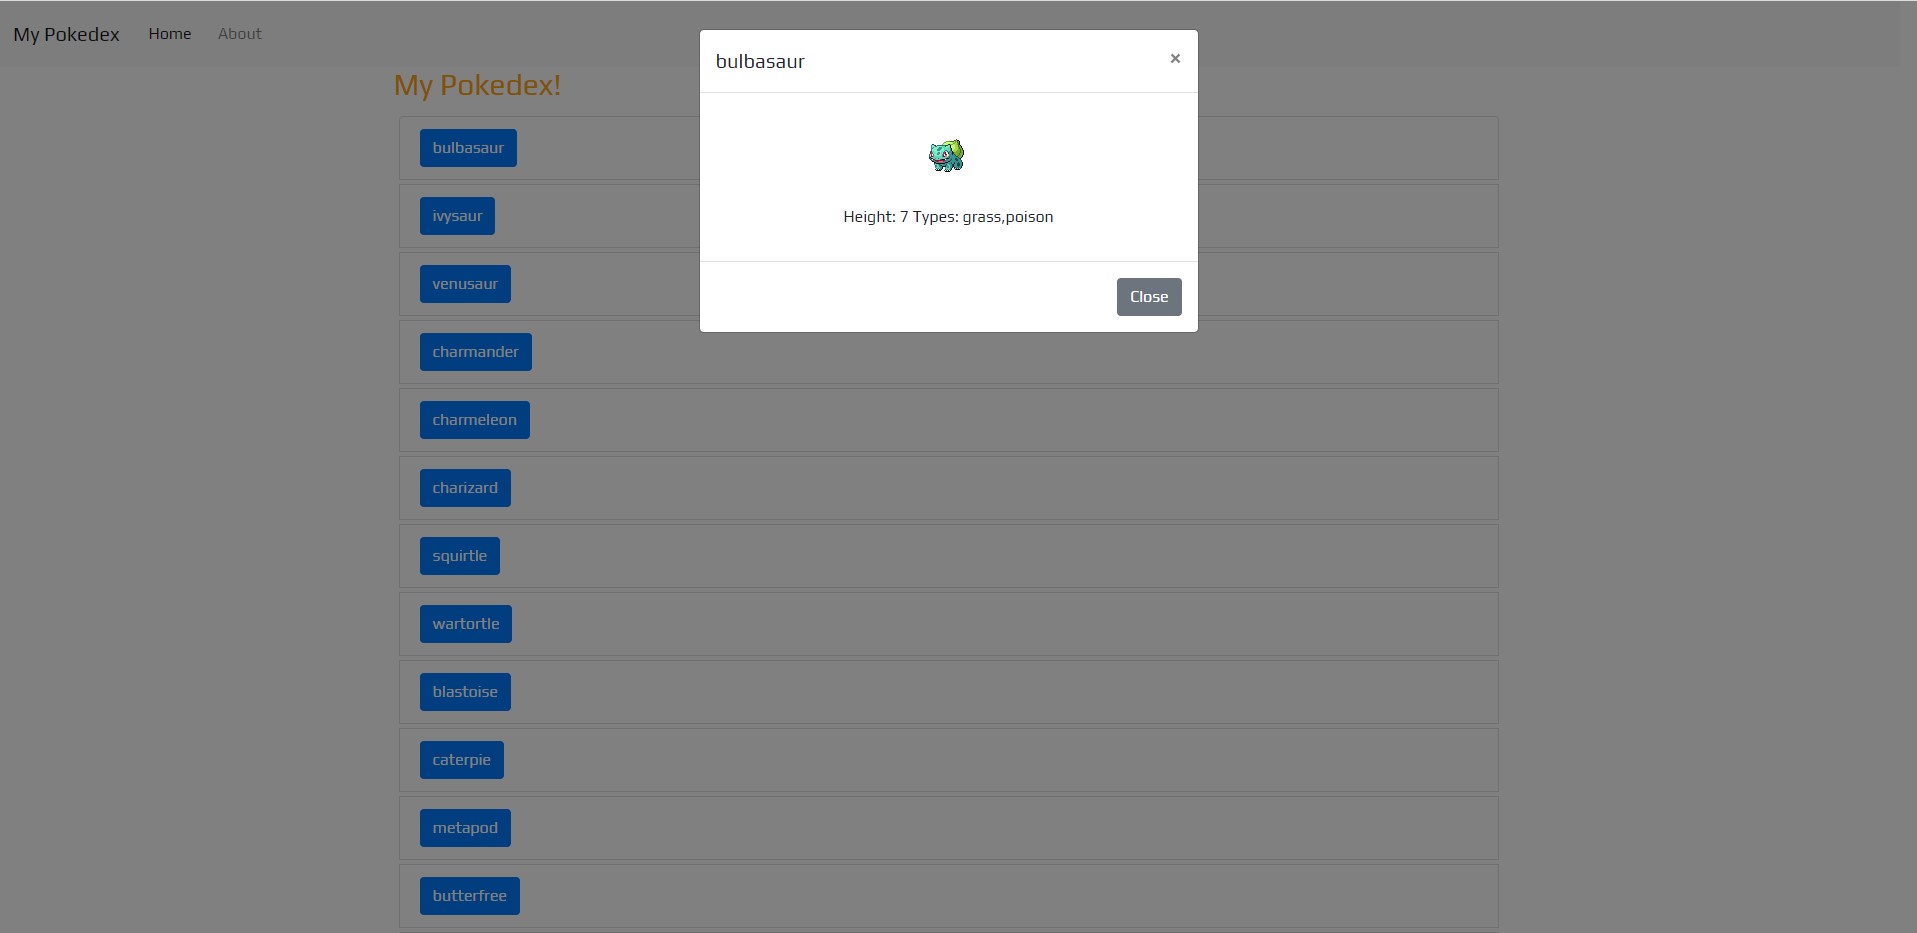 My Pokedex Home About
bulbasaur ×
My Pokedex!
Height: 7 Types: grass,poison
Close
bulbasaur
ivysaur
venusaur
charmander
charmeleon
charizard
squirtle
wartortle
blastoise
caterpie
metapod
butterfree